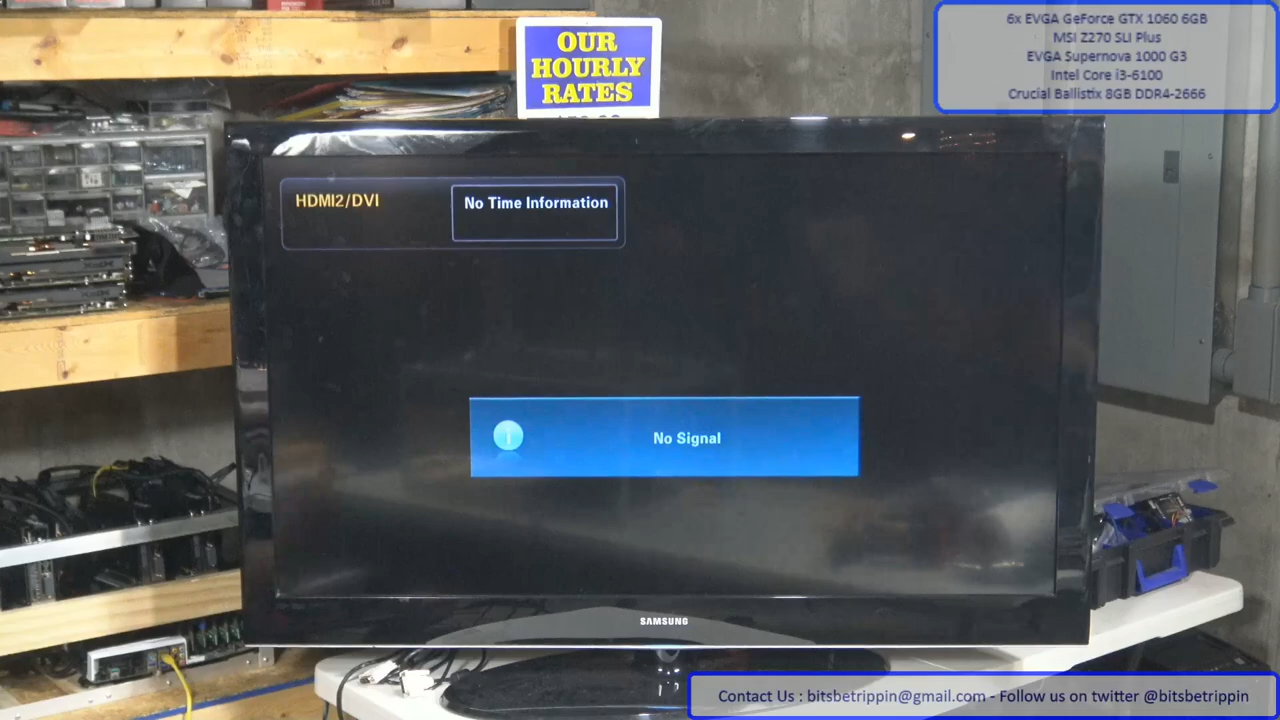 6x EVGA GeForce GTX 1060 6GB
MSI Z270 SLI Plus
EVGA Supernova 1000 G3
Intel Core i3-6100
Crucial Ballistix 8GB DDR4-2666
OUR
HOURLY
RATES
HDMI2/DVI
No Time Information
No Signal
SAMSUNG
Contact Us : bitsbetrippin@gmail.com - Follow us on twitter @bitsbetrippin